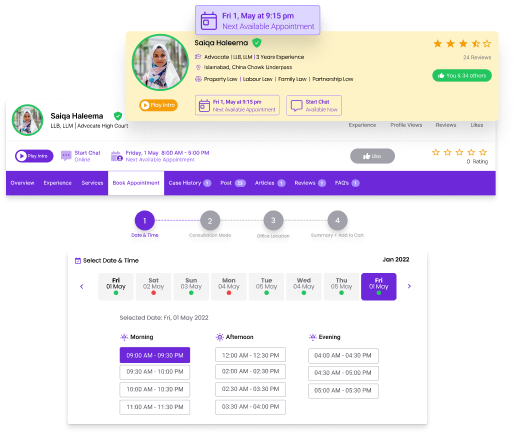 Fri 1, May at 9:15 pm
Next Available Appointment
Saiqa Haleema
Advocate | LLB, LLM | 3 Years Experience
Islamabad, China Chowk Underpass
Property Law | Labour Law | Family Law | Partnership Law
24 Reviews
You & 34 others
Play Intro
Fri 1, May at 9:15 pm
Next Available Appointment
Start Chat
Available Now
Saiqa Haleema
LLB, LLM | Advocate High Court
Experience Profile Views Reviews Likes
Play Intro
Start Chat
Online
Friday, 1 May 8:00 AM - 5:00 PM
Next Available Appointment
Like
0 Rating
Overview Experience Services Book Appointment Case History Post Articles Reviews FAQ's
1 2 3 4
Date & Time Consultation Mode Office Location Summary + Add to Cart
Select Date & Time Jan 2022
Fri Sat Sun Mon Tue Wed Thu Fri
01 May 02 May 03 May 04 May 05 May 04 May 05 May 01 May
Selected Date: Fri, 01 May 2022
Morning Afternoon Evening
09:00 AM - 09:30 PM 12:00 AM - 12:30 PM 04:00 AM - 04:30 PM
09:30 AM - 10:00 PM 02:00 AM - 02:30 PM 04:30 AM - 05:00 PM
10:00 AM - 10:30 PM 02:30 AM - 03:30 PM 05:00 AM - 05:30 PM
11:00 AM - 11:30 PM 03:30 AM - 04:00 PM